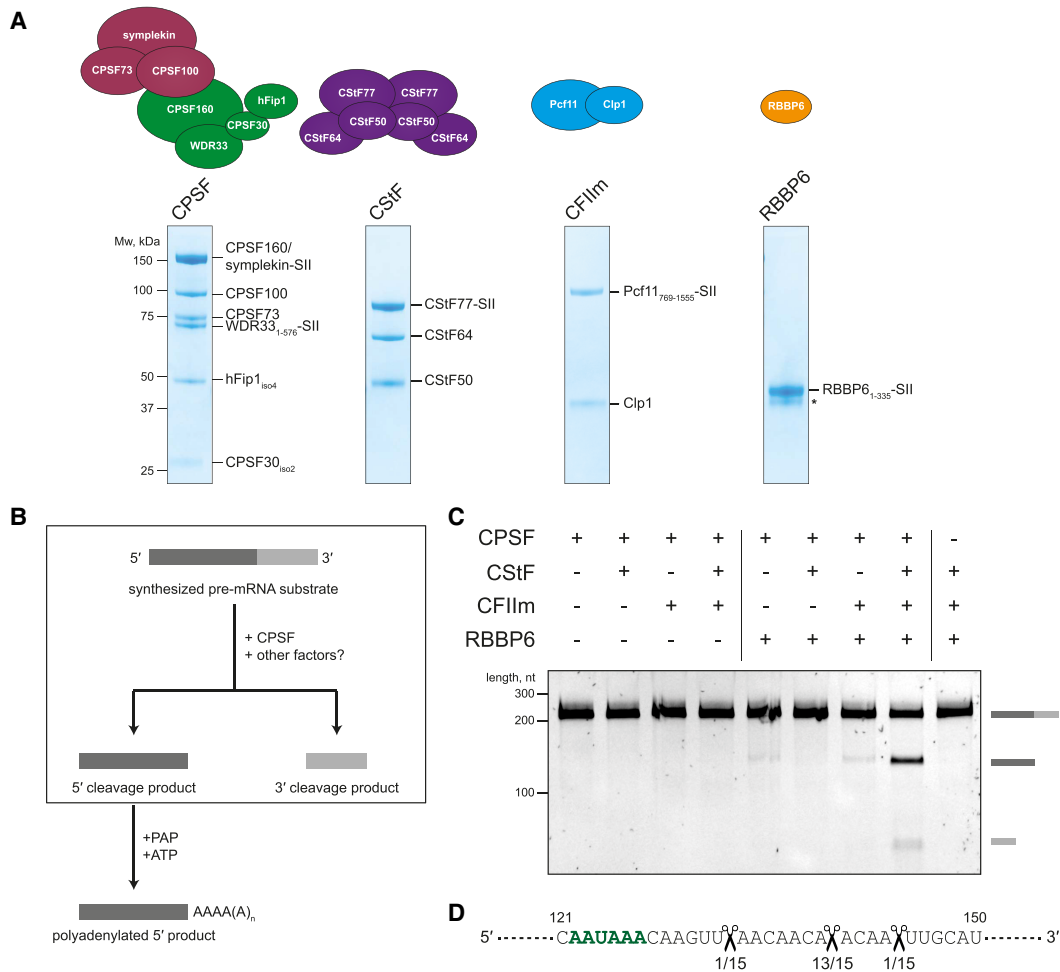 A
symplekin
CPSF73 CPSF100
CPSF160 hFip1
CPSF30
WDR33
CStF77 CStF77
CStF50 CStF50
CStF64 CStF64
Pcf11 Clp1
RBBP6
CPSF
CStF
CFIIm
RBBP6
Mw, kDa
150
100
75
50
37
25
CPSF160/
symplekin-SII
CPSF100
CPSF73
WDR33₁₋₅₇₆-SII
hFip1iso4
CPSF30iso2
CStF77-SII
CStF64
CStF50
Pcf11₇₆₉₋₁₅₅₅-SII
Clp1
RBBP6₁₋₃₃₅-SII
*
B
5′ 3′
synthesized pre-mRNA substrate
+ CPSF
+ other factors?
5′ cleavage product 3′ cleavage product
+PAP
+ATP
AAAA(A)n
polyadenylated 5′ product
C
CPSF + + + + + + + + -
CStF - + - + - + - + +
CFIIm - - + + - - + + +
RBBP6 - - - - + + + + +
length, nt
300
200
100
D
121 150
5′ CAAUAAACAAGUU AACAACA ACAA UUGCAU 3′
1/15 13/15 1/15